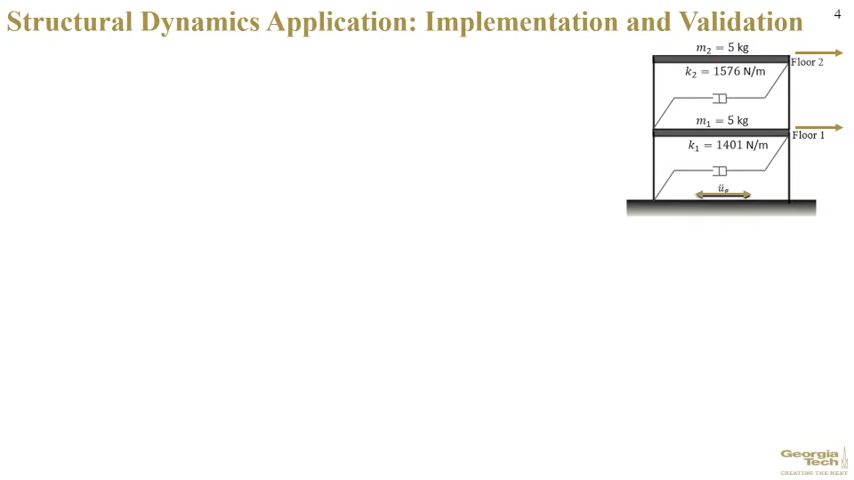 Structural Dynamics Application: Implementation and Validation
4
m₂ = 5 kg
Floor 2
k₂ = 1576 N/m
m₁ = 5 kg
Floor 1
k₁ = 1401 N/m
ü_g
Georgia
Tech
CREATING THE NEXT